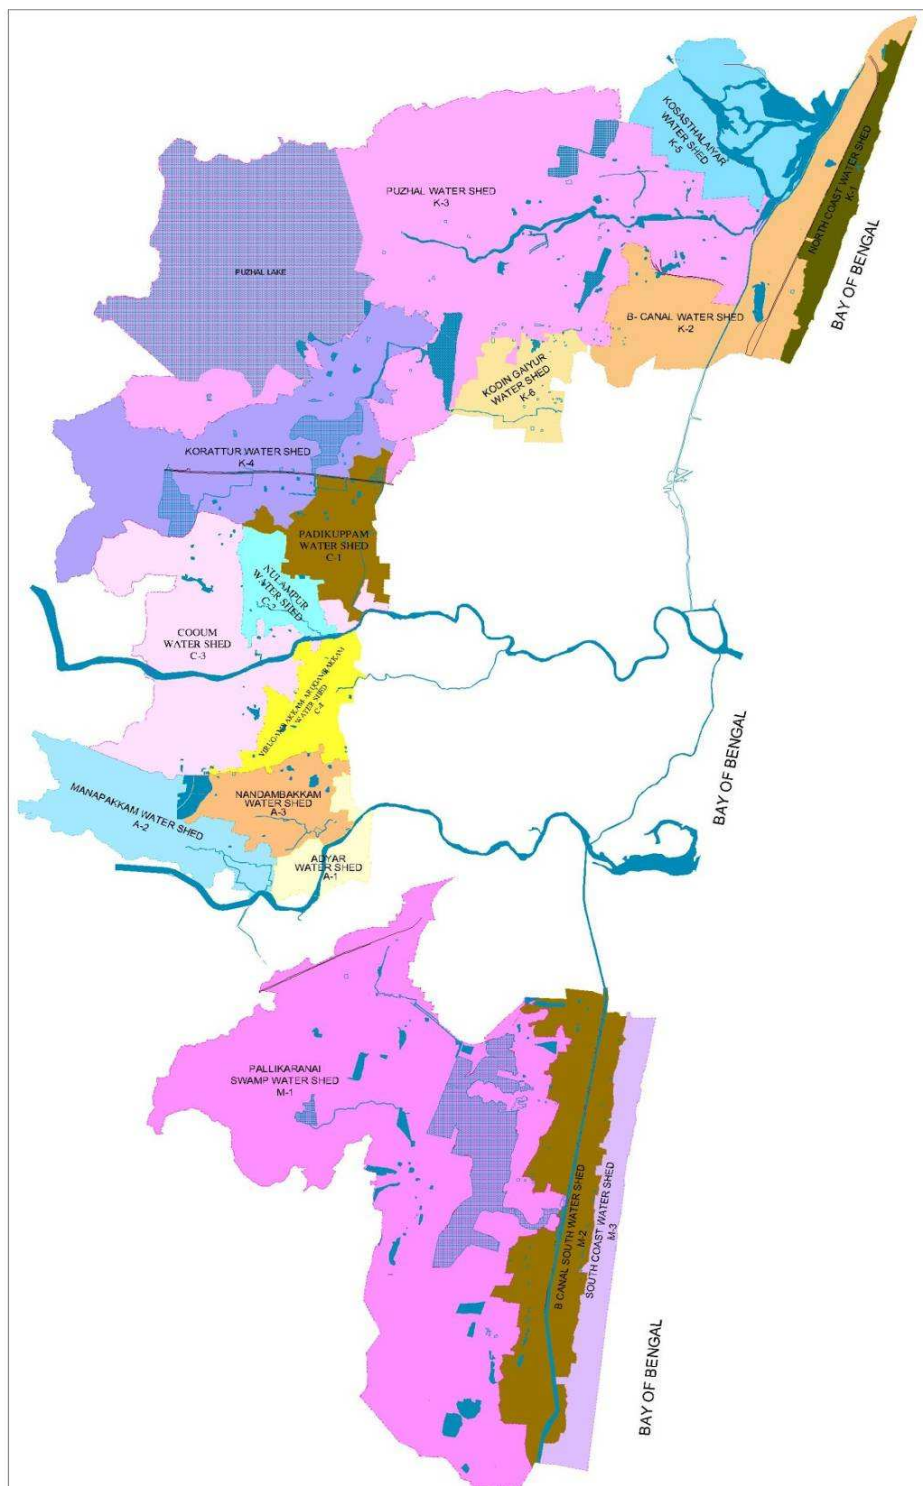 KOSASTHALAIYAR
WATER SHED
K-5
PUZHAL WATER SHED
K-3
NORTH COAST WATER SHED
K-1
BAY OF BENGAL
PUZHAL LAKE
B- CANAL WATER SHED
K-2
KODIN GAIYUR
WATER SHED
K-6
KORATTUR WATER SHED
K-4
PADIKUPPAM
WATER SHED
C-1
NULAMPUR
WATER SHED
C-2
COOUM
WATER SHED
C-3
VIRUGAMBAKKAM ARUGAMBAKKAM
WATER SHED
C-4
BAY OF BENGAL
MANAPAKKAM WATER SHED
A-2
NANDAMBAKKAM
WATER SHED
A-3
ADYAR
WATER SHED
A-1
PALLIKARANAI
SWAMP WATER SHED
M-1
B CANAL SOUTH WATER SHED
M-2
SOUTH COAST WATER SHED
M-3
BAY OF BENGAL